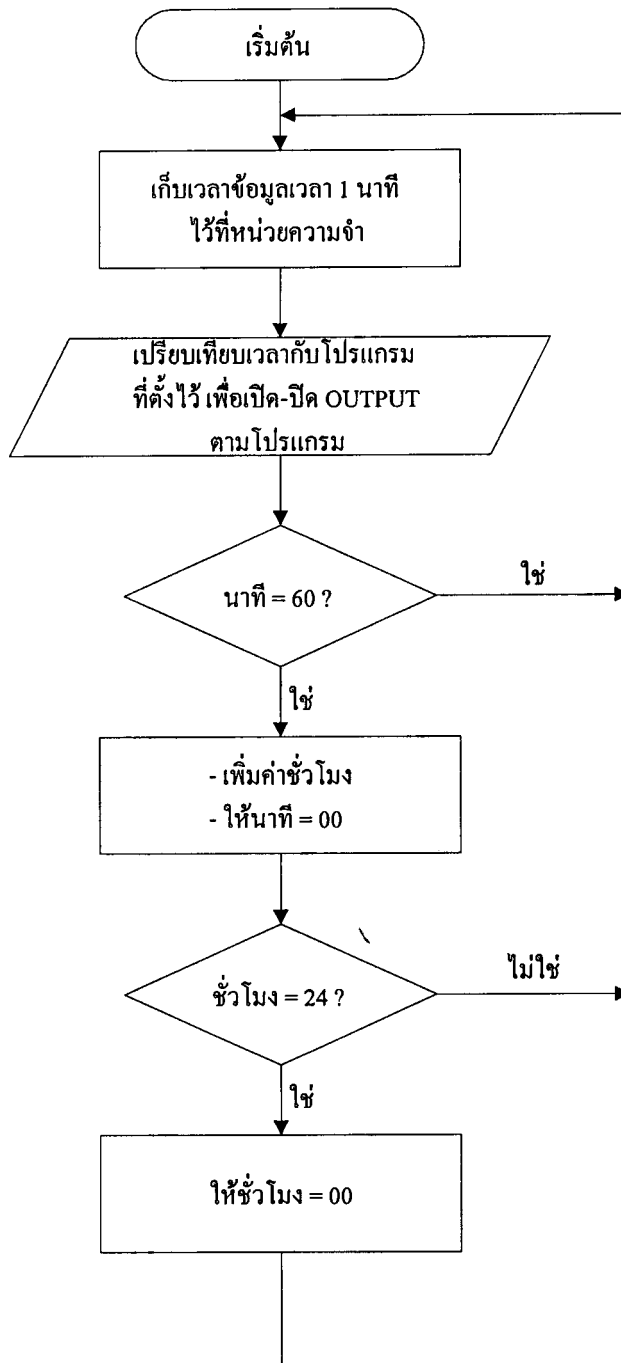 เริ่มต้น
เก็บเวลาข้อมูลเวลา 1 นาที
ไว้ที่หน่วยความจำ
เปรียบเทียบเวลากับโปรแกรม
ที่ตั้งไว้ เพื่อเปิด-ปิด OUTPUT
ตามโปรแกรม
นาที = 60 ?
ใช่
ใช่
- เพิ่มค่าชั่วโมง
- ให้นาที = 00
ชั่วโมง = 24 ?
ไม่ใช่
ใช่
ให้ชั่วโมง = 00